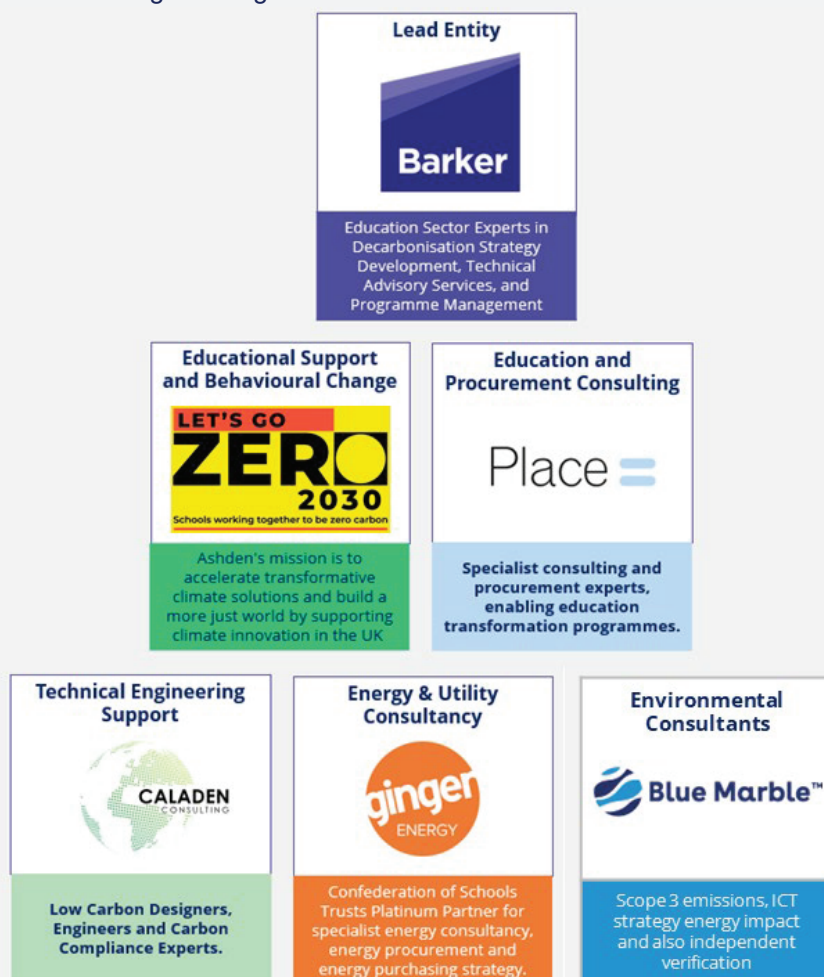 Lead Entity
Barker
Education Sector Experts in
Decarbonisation Strategy
Development, Technical
Advisory Services, and
Programme Management
Educational Support
and Behavioural Change
LET'S GO
ZERO
2030
Schools working together to be zero carbon
Ashden's mission is to
accelerate transformative
climate solutions and build a
more just world by supporting
climate innovation in the UK
Education and
Procurement Consulting
Place =
Specialist consulting and
procurement experts,
enabling education
transformation programmes.
Technical Engineering
Support
CALADEN
CONSULTING
Low Carbon Designers,
Engineers and Carbon
Compliance Experts.
Energy & Utility
Consultancy
ginger
ENERGY
Confederation of Schools
Trusts Platinum Partner for
specialist energy consultancy,
energy procurement and
energy purchasing strategy.
Environmental
Consultants
Blue Marble™
Scope 3 emissions, ICT
strategy energy impact
and also independent
verification